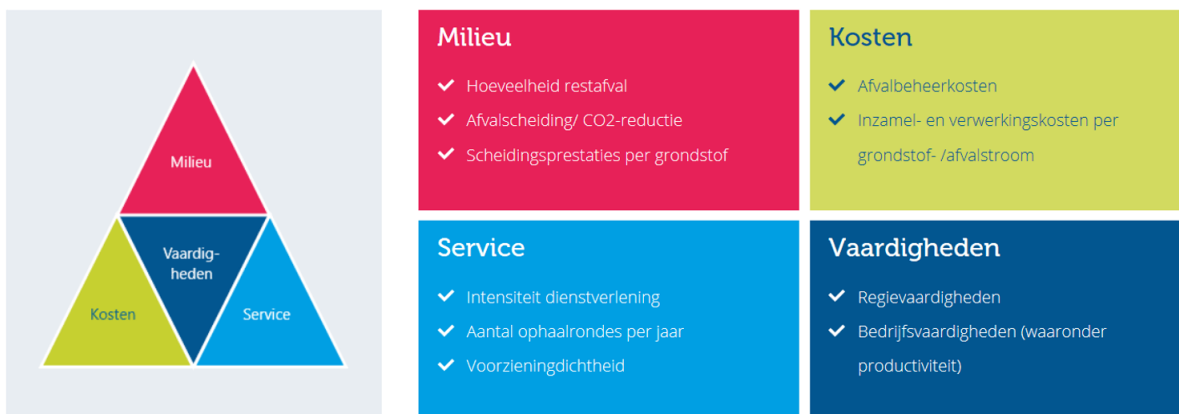 Milieu
Vaardig-
heden
Kosten
Service
Milieu
Hoeveelheid restafval
Afvalscheiding/ CO2-reductie
Scheidingsprestaties per grondstof
Kosten
Afvalbeheerkosten
Inzamel- en verwerkingskosten per
grondstof- /afvalstroom
Service
Intensiteit dienstverlening
Aantal ophaalrondes per jaar
Voorzieningdichtheid
Vaardigheden
Regievaardigheden
Bedrijfsvaardigheden (waaronder
productiviteit)